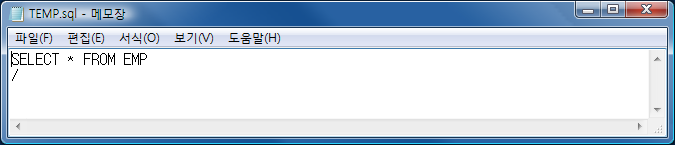 TEMP.sql - 메모장
파일(F) 편집(E) 서식(O) 보기(V) 도움말(H)
SELECT * FROM EMP
/